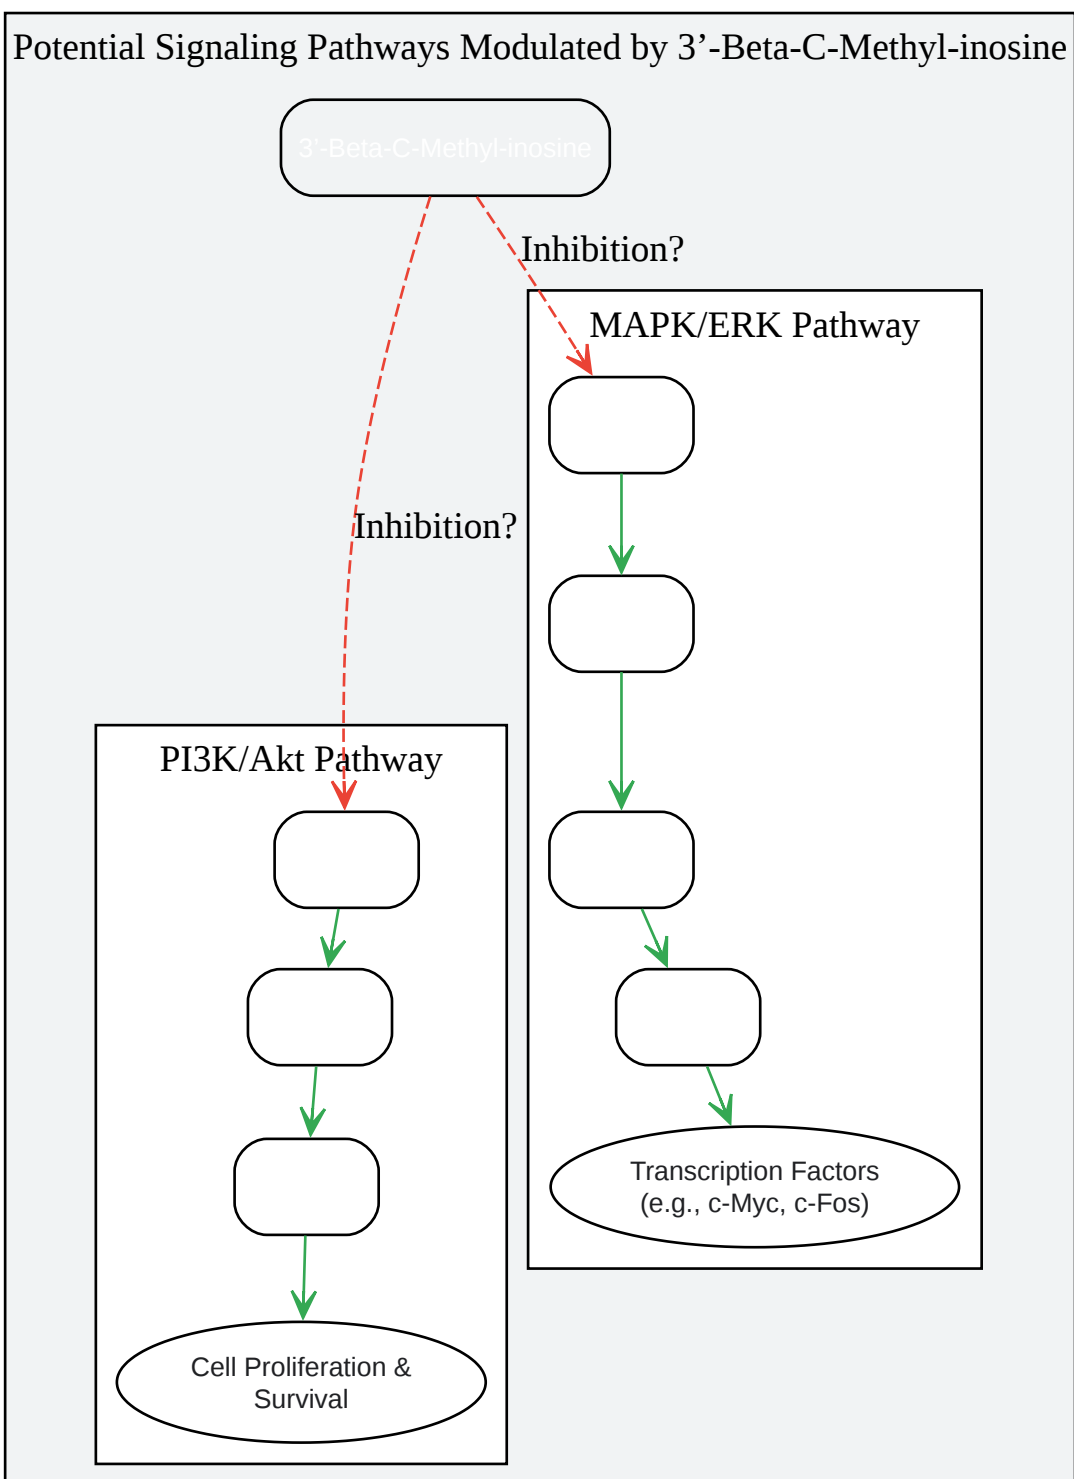 Potential Signaling Pathways Modulated by 3’-Beta-C-Methyl-inosine
3'-Beta-C-Methyl-inosine
Inhibition?
MAPK/ERK Pathway
Inhibition?
PI3K/Akt Pathway
Transcription Factors
(e.g., c-Myc, c-Fos)
Cell Proliferation &
Survival